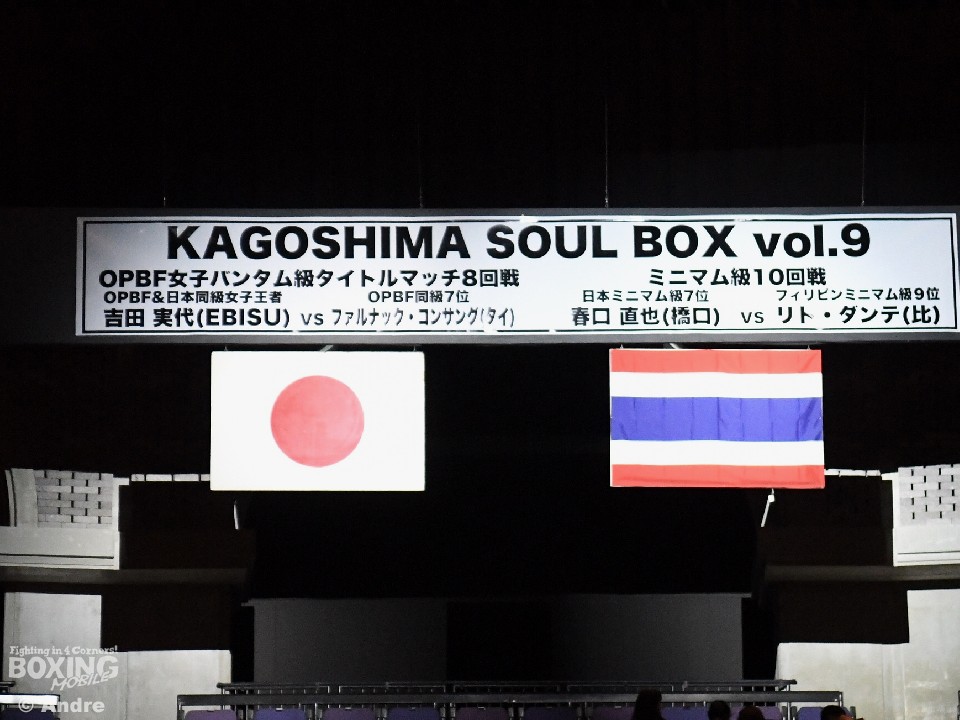 KAGOSHIMA SOUL BOX vol.9
OPBF女子バンタム級タイトルマッチ8回戦
OPBF&日本同級女子王者 OPBF同級7位
吉田 実代(EBISU) vs ファルナック・コンサング(タイ)
ミニマム級10回戦
日本ミニマム級7位 フィリピンミニマム級9位
春口 直也(橋口) vs リト・ダンテ(比)
Fighting in 4 Corners!
BOXING
MOBILE
© Andre